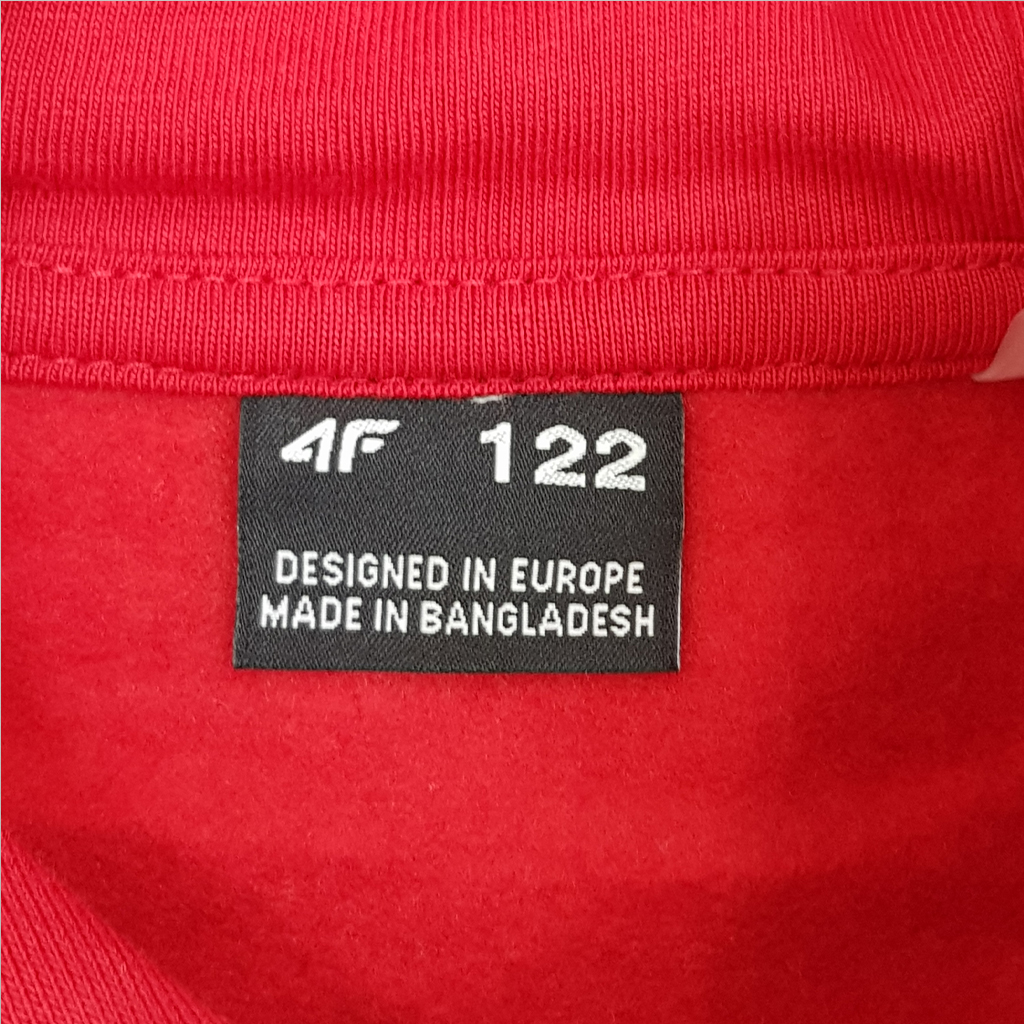 4F 122
DESIGNED IN EUROPE
MADE IN BANGLADESH